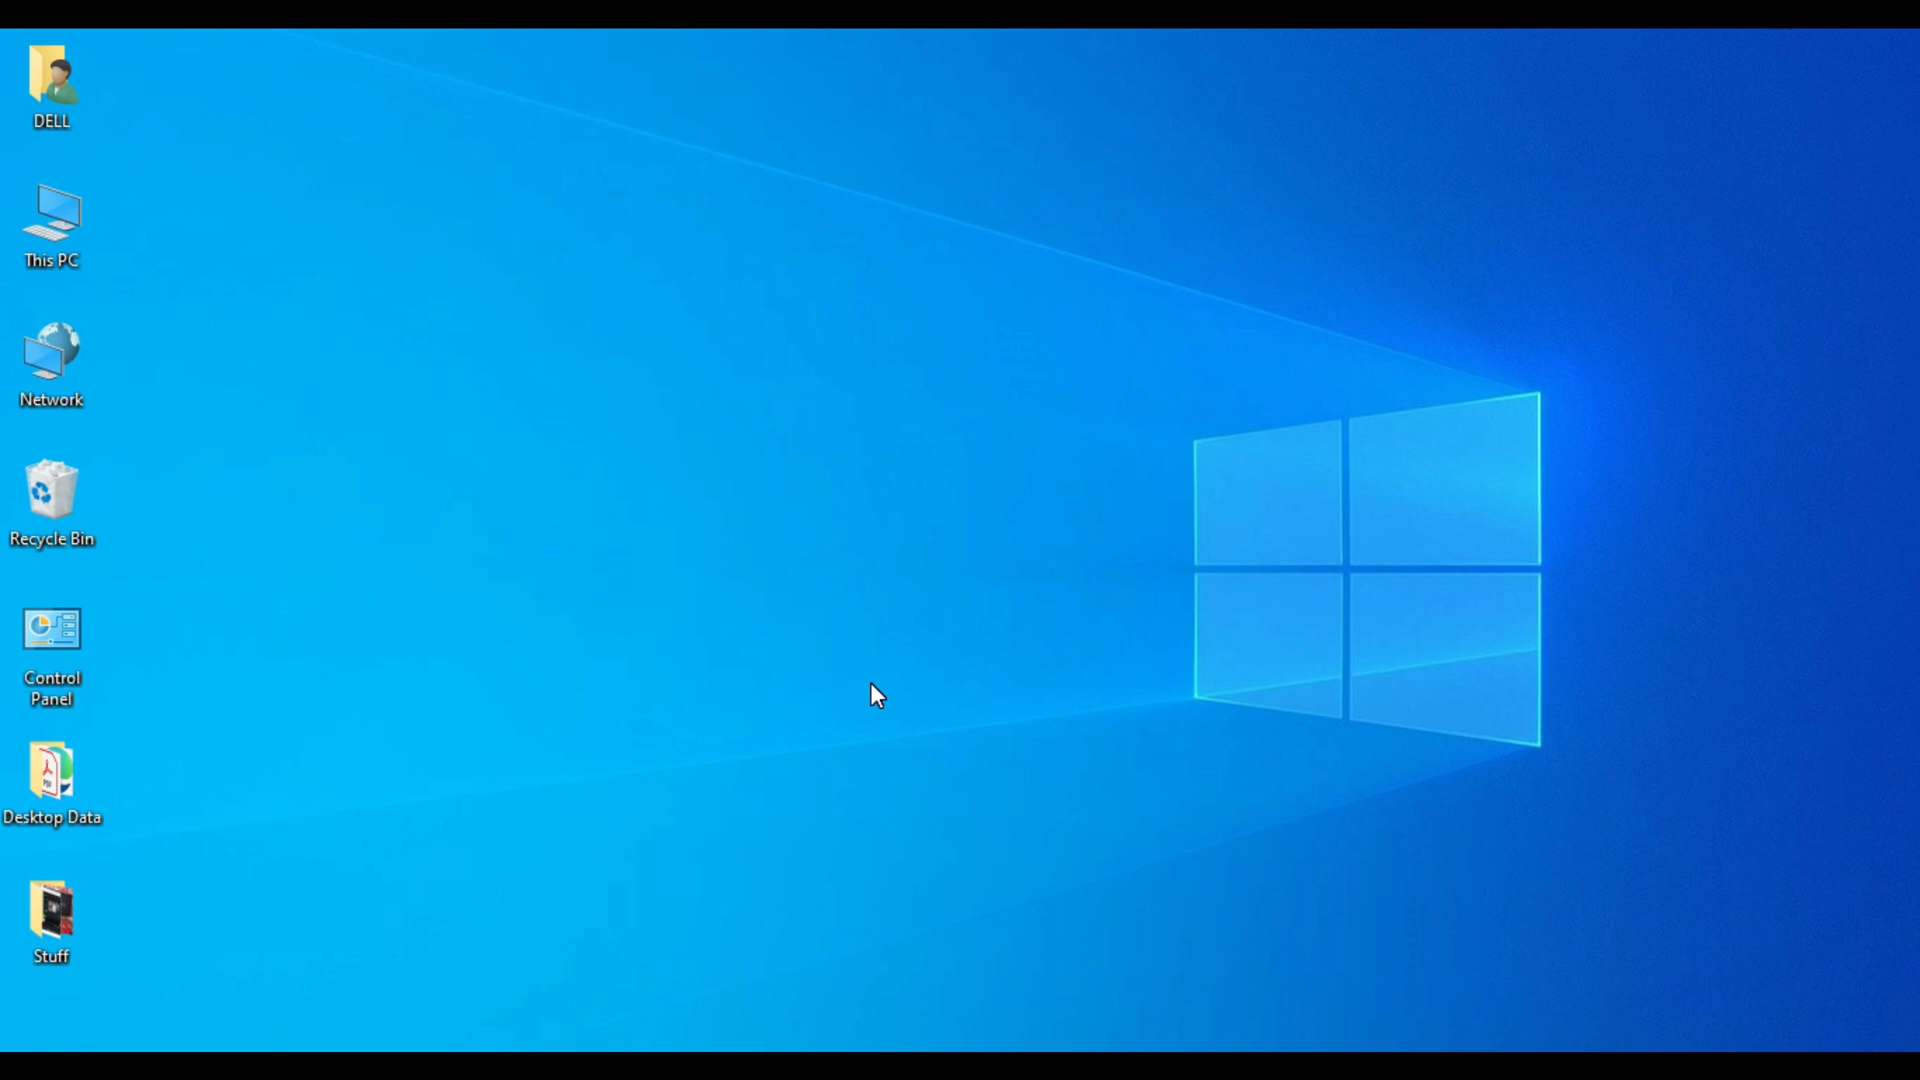 DELL
This PC
Network
Recycle Bin
Control
Panel
Desktop Data
Stuff